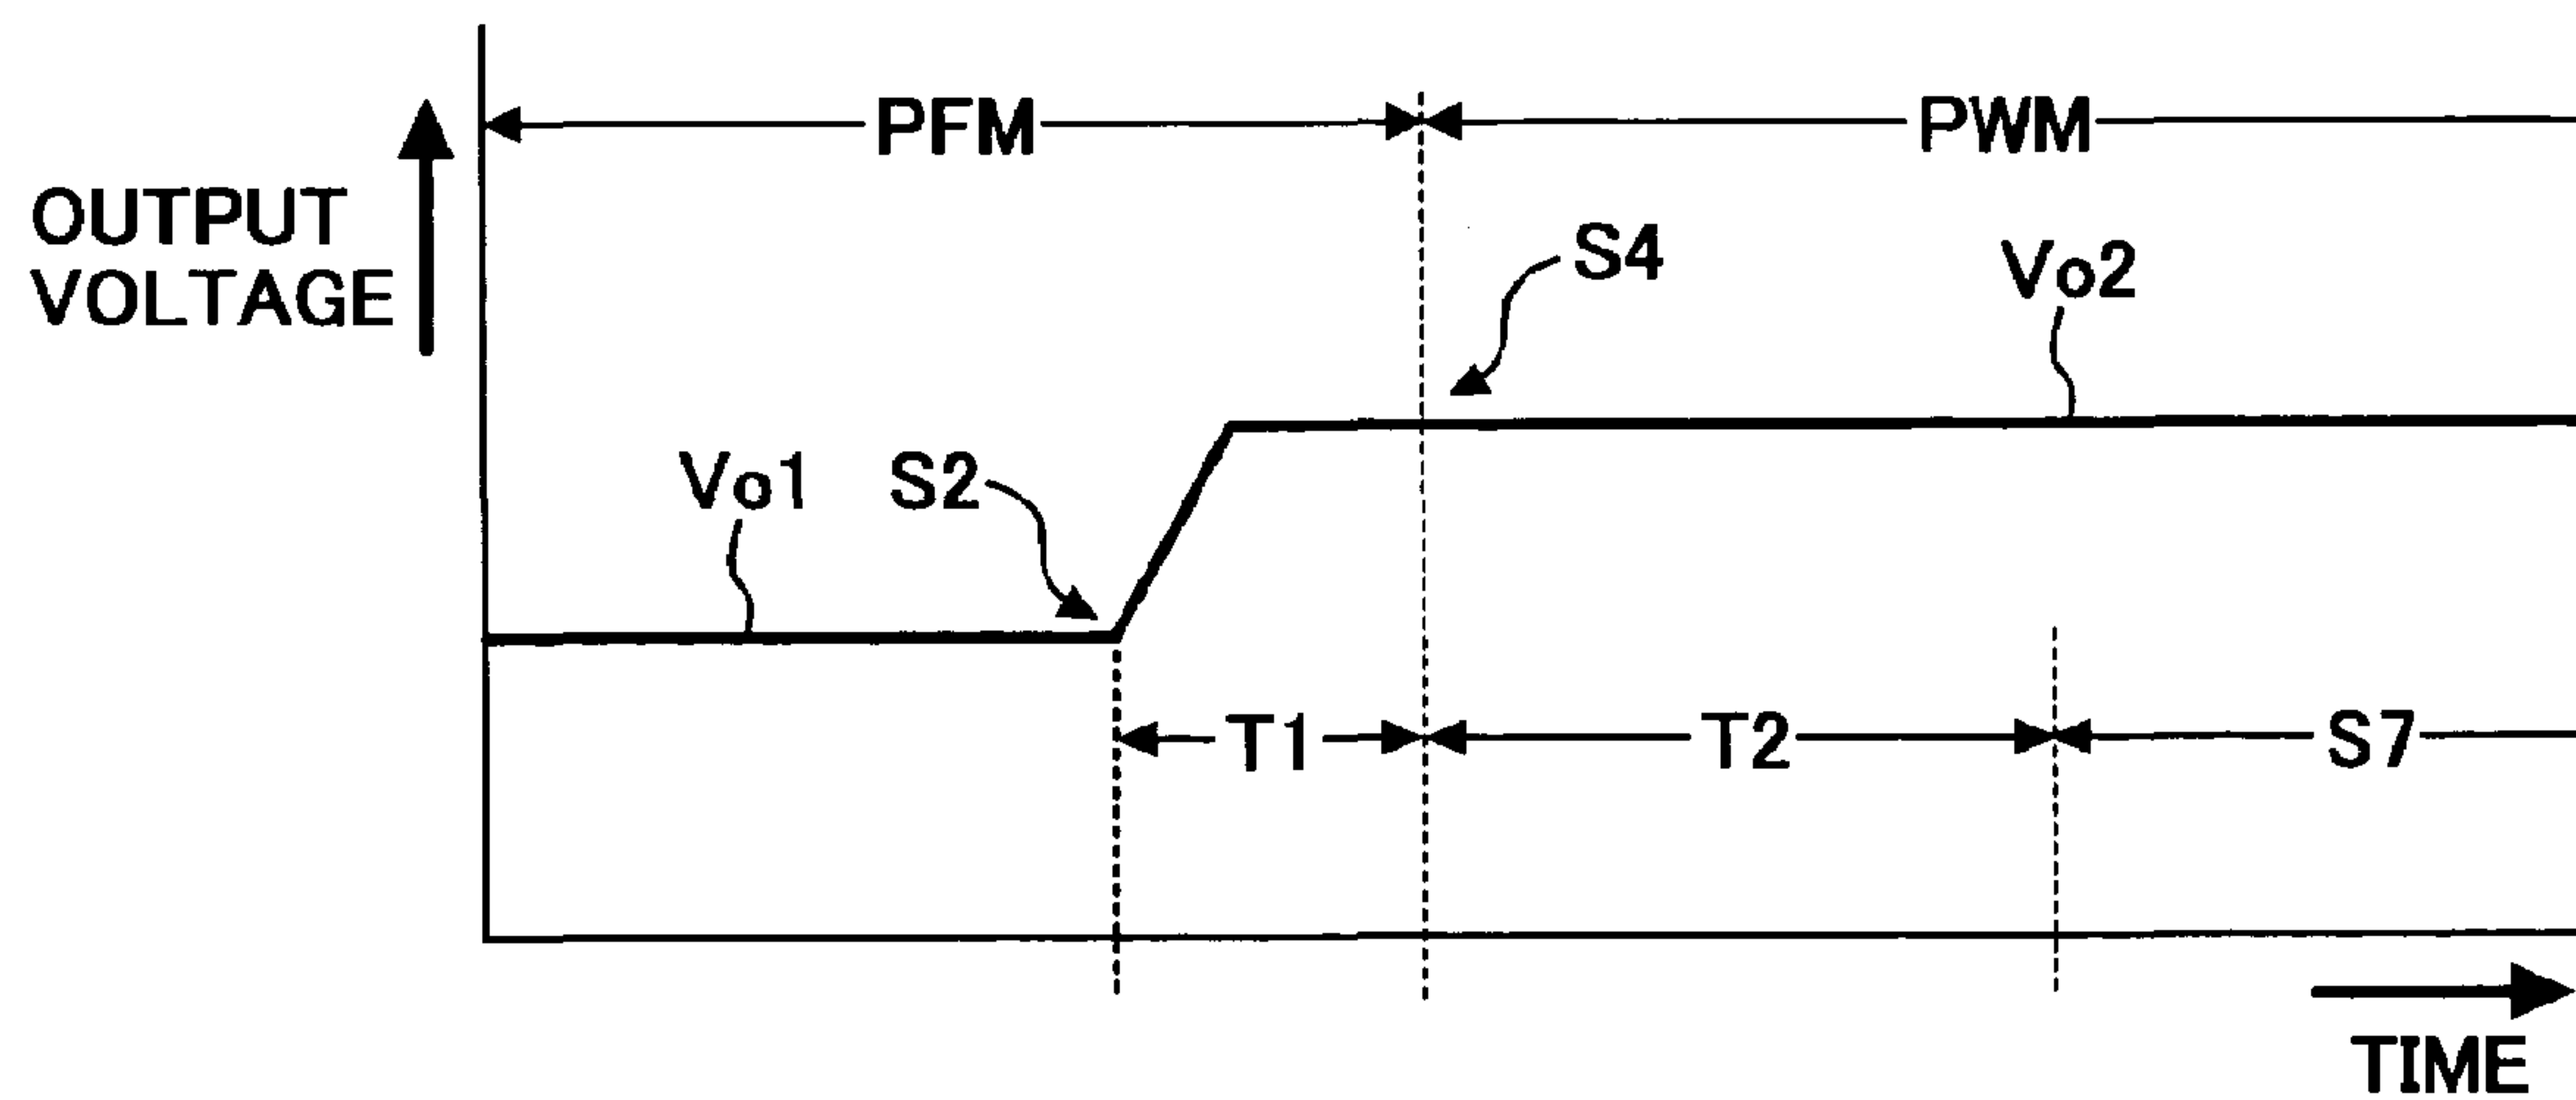 PFM
PWM
OUTPUT
VOLTAGE
S4
Vo2
Vo1
S2
T1
T2
S7
TIME